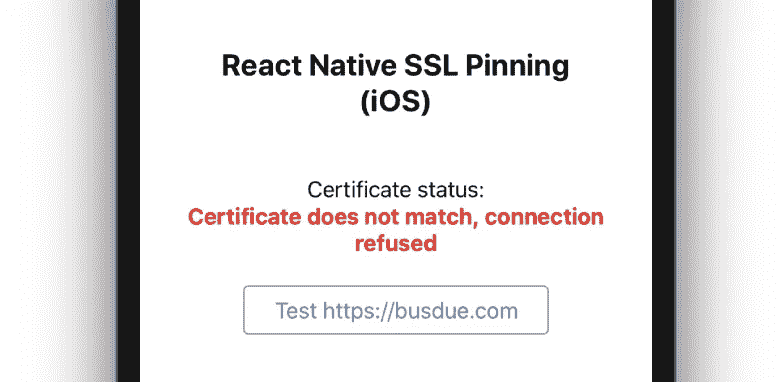 React Native SSL Pinning
(iOS)
Certificate status:
Certificate does not match, connection
refused
Test https://busdue.com